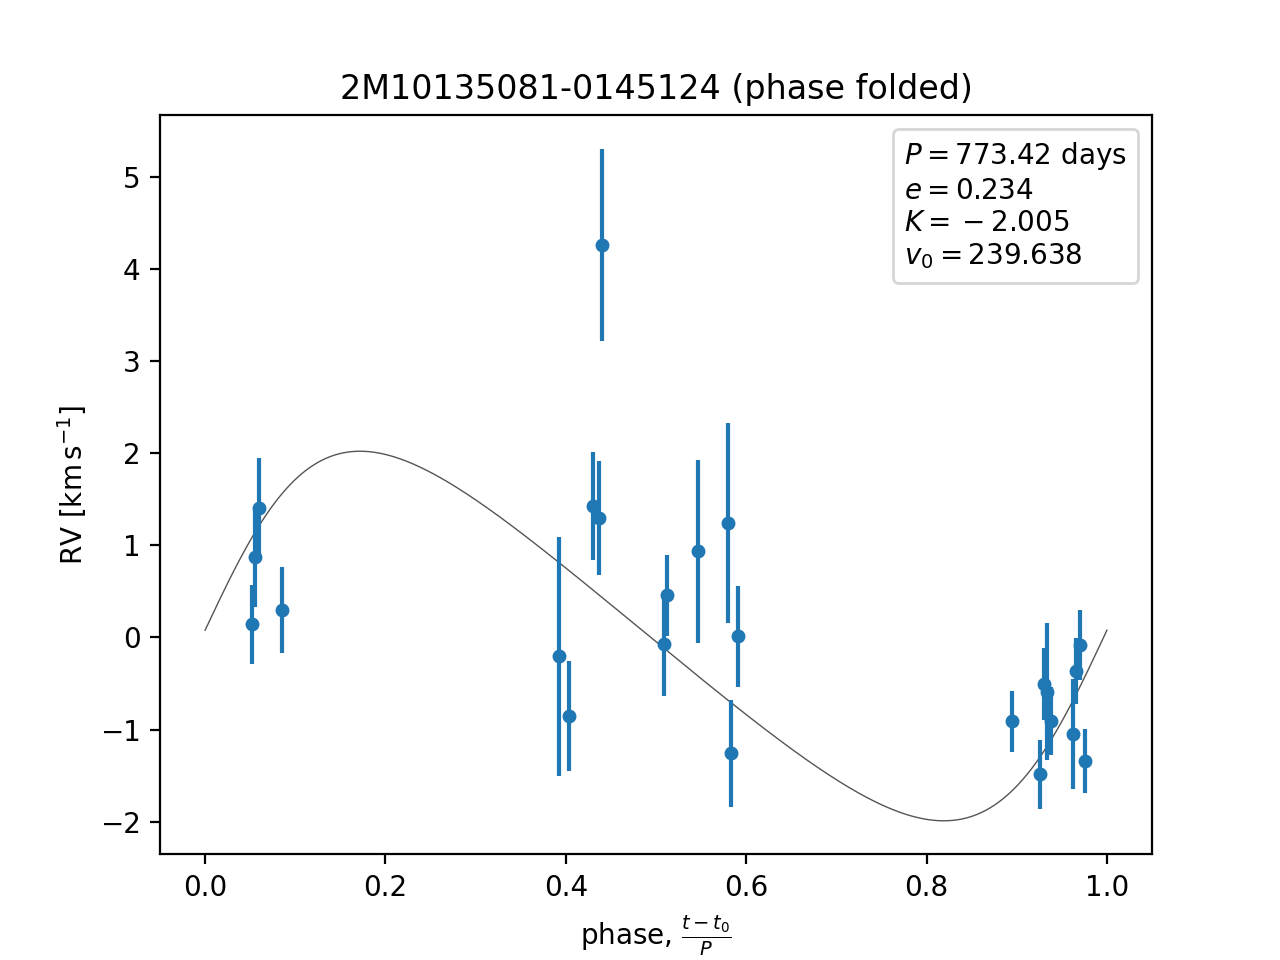 2M10135081-0145124 (phase folded)
P = 773.42 days
e = 0.234
K = −2.005
v₀ = 239.638
5
4
3
2
1
0
−1
−2
RV [km s⁻¹]
0.0 0.2 0.4 0.6 0.8 1.0
phase, (t − t₀)/P